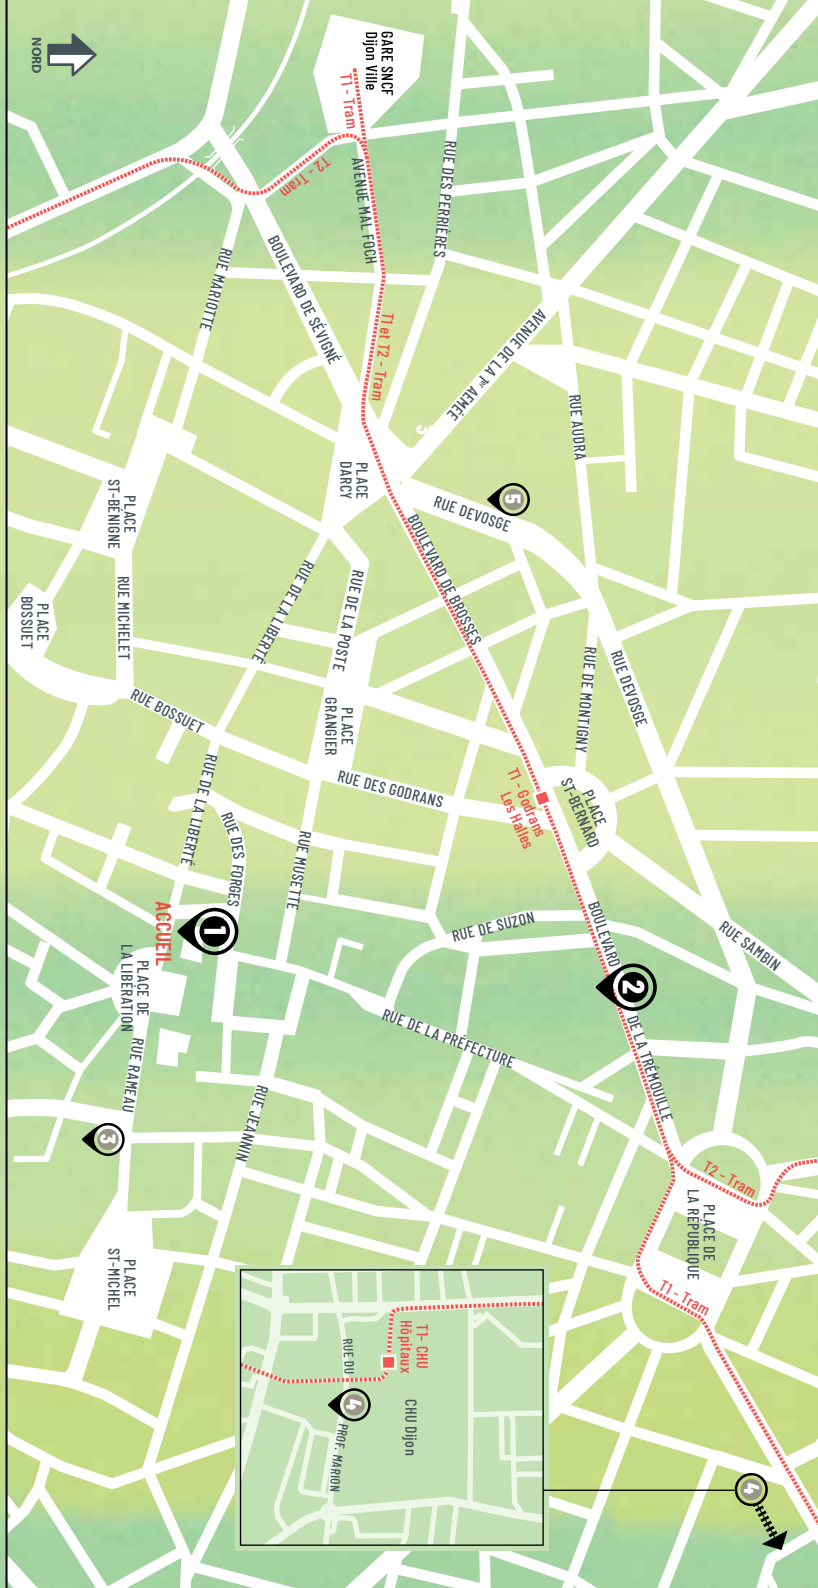 NORD
GARE SNCF
Dijon Ville
T1 - Tram
T2 - Tram
AVENUE MAL FOCH
RUE DES PERRIÈRES
RUE MARIOTTE
BOULEVARD DE SÉVIGNÉ
T1 et T2 - Tram
AVENUE DE LA 1er AEMÉE
3
RUE AUDRA
PLACE
DARCY
5
RUE DEVOSGE
PLACE
ST-BÉNIGNE
BOULEVARD DE BROSSES
RUE DE LA LIBERTÉ
RUE DE LA POSTE
RUE MICHELET
PLACE
BOSSUET
RUE DEVOSGE
RUE DE MONTIGNY
RUE BOSSUET
PLACE
GRANGIER
RUE DES GODRANS
T1 - Godrans
Les Halles
PLACE
ST-BERNARD
RUE DE LA LIBERTÉ
RUE DES FORGES
RUE MUSETTE
ACCUEIL
1
RUE DE SUZON
BOULEVARD DE LA TRÉMOUILLE
2
RUE SAMBIN
PLACE DE
LA LIBÉRATION
RUE RAMEAU
RUE DE LA PRÉFECTURE
RUE JEANNIN
3
T2 - Tram
PLACE DE
LA RÉPUBLIQUE
T1 - Tram
PLACE
ST-MICHEL
T1- CHU
Hôpitaux
RUE DU PROF. MARION
4
CHU Dijon
4